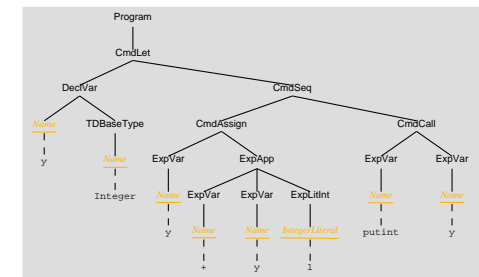 Program
CmdLet
DeclVar CmdSeq
Name TDBaseType CmdAssign CmdCall
y Name ExpVar ExpApp ExpVar ExpVar
Integer Name ExpVar ExpVar ExpLitInt Name Name
y Name Name IntegerLiteral putint y
+ y 1